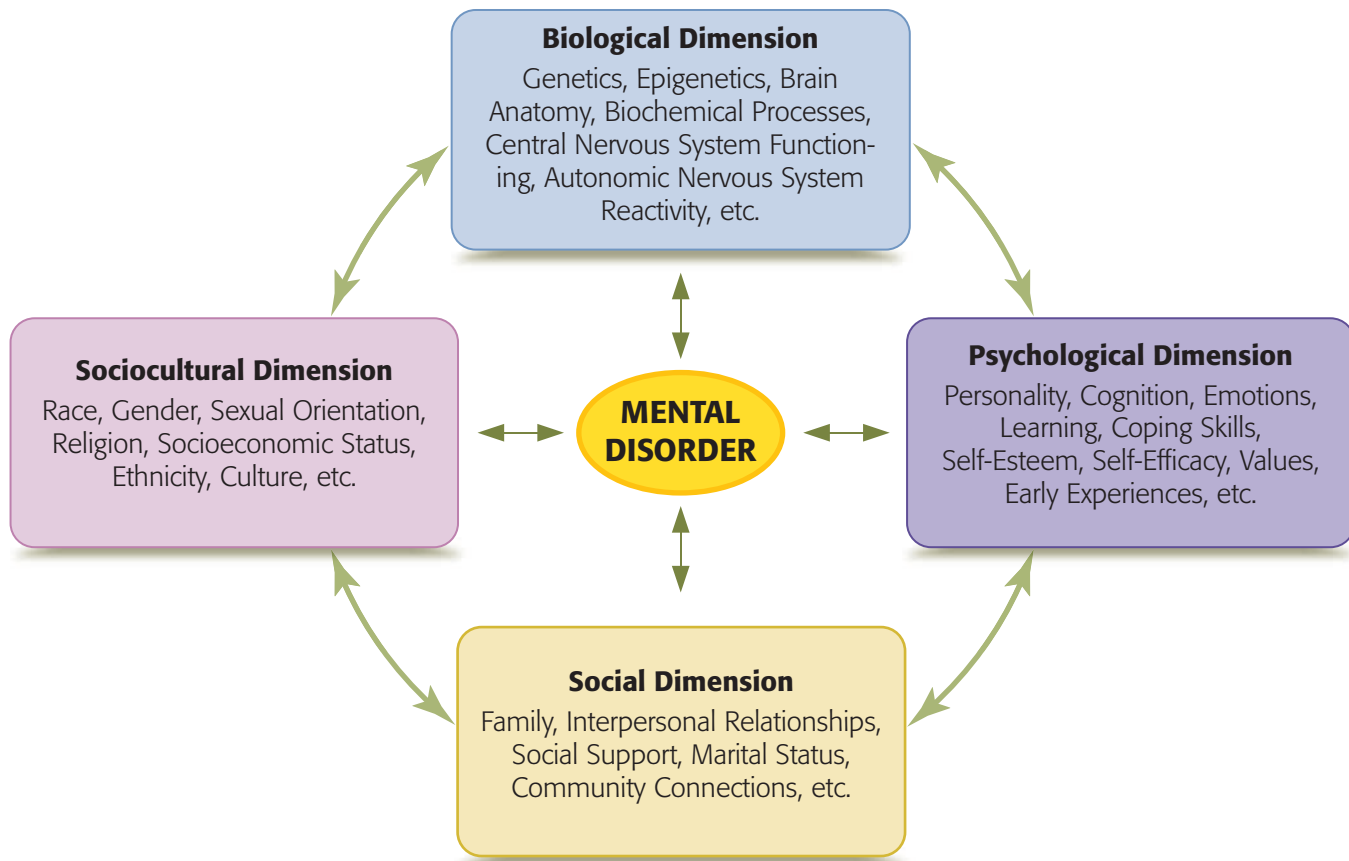 Biological Dimension
Genetics, Epigenetics, Brain
Anatomy, Biochemical Processes,
Central Nervous System Function-
ing, Autonomic Nervous System
Reactivity, etc.
Sociocultural Dimension
Race, Gender, Sexual Orientation,
Religion, Socioeconomic Status,
Ethnicity, Culture, etc.
MENTAL
DISORDER
Psychological Dimension
Personality, Cognition, Emotions,
Learning, Coping Skills,
Self-Esteem, Self-Efficacy, Values,
Early Experiences, etc.
Social Dimension
Family, Interpersonal Relationships,
Social Support, Marital Status,
Community Connections, etc.